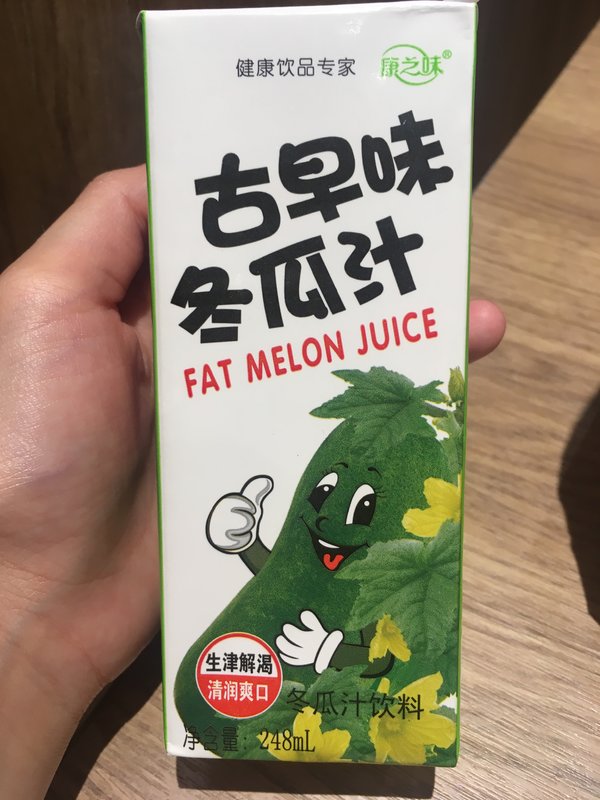 健康饮品专家 康之味®
古早味
冬瓜汁
FAT MELON JUICE
生津解渴
清润爽口
冬瓜汁饮料
净含量: 248mL